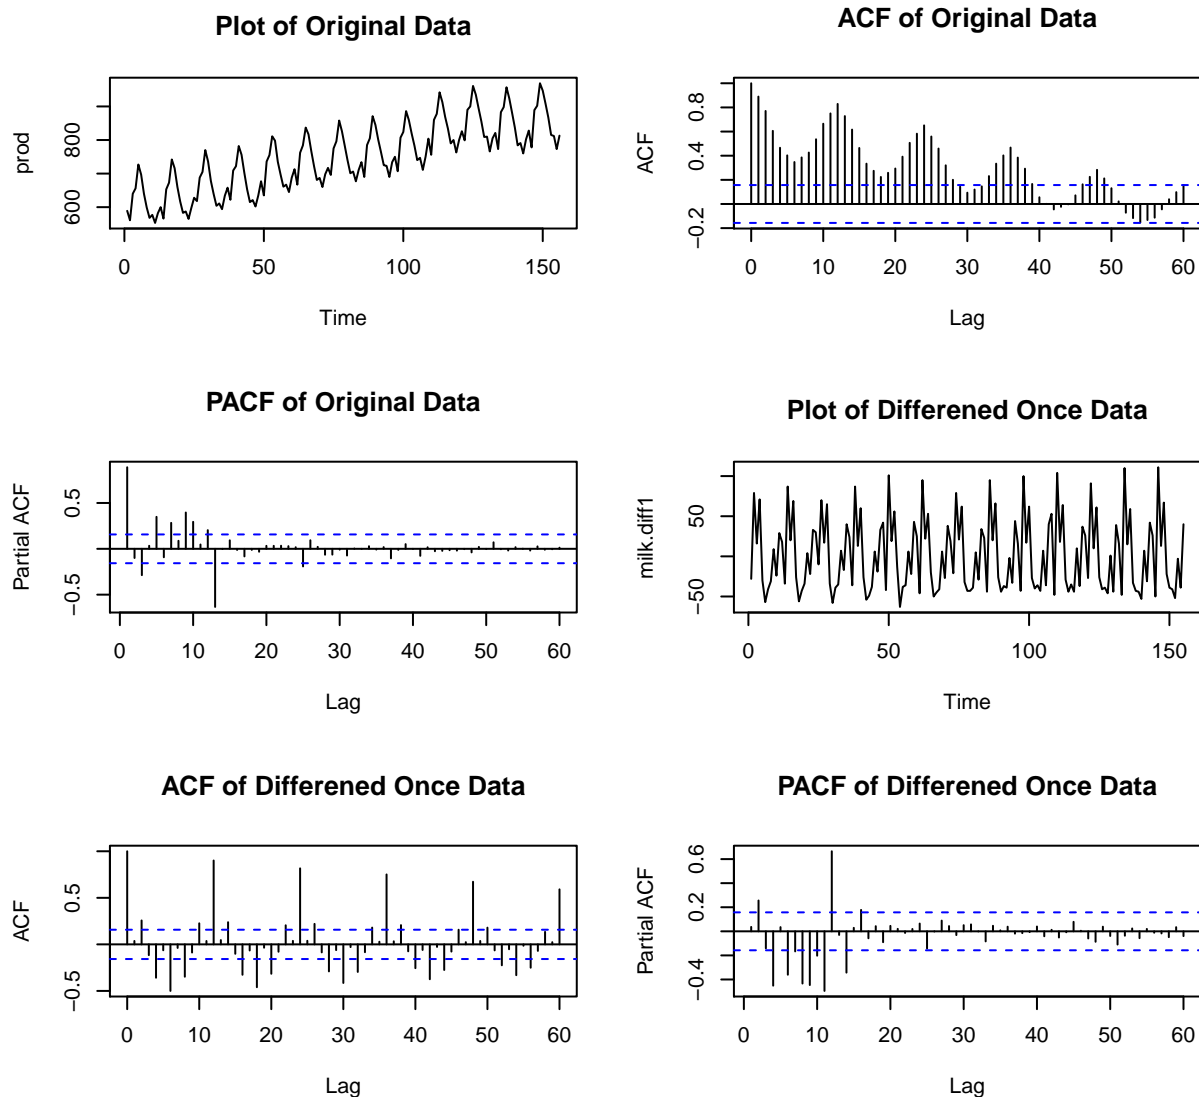 Plot of Original Data
prod
600 800
0 50 100 150
Time
ACF of Original Data
ACF
−0.2 0.4 0.8
0 10 20 30 40 50 60
Lag
PACF of Original Data
Partial ACF
−0.5 0.5
0 10 20 30 40 50 60
Lag
Plot of Differened Once Data
milk.diff1
−50 50
0 50 100 150
Time
ACF of Differened Once Data
ACF
−0.5 0.5
0 10 20 30 40 50 60
Lag
PACF of Differened Once Data
Partial ACF
−0.4 0.2 0.6
0 10 20 30 40 50 60
Lag